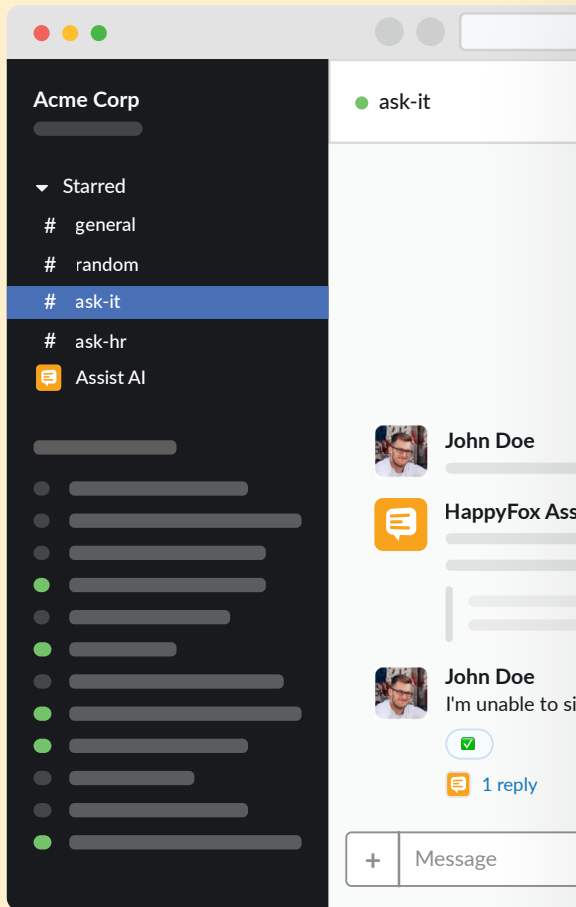 Acme Corp
Starred
# general
# random
# ask-it
# ask-hr
Assist AI
ask-it
John Doe
HappyFox Ass
John Doe
I'm unable to si
1 reply
+ Message